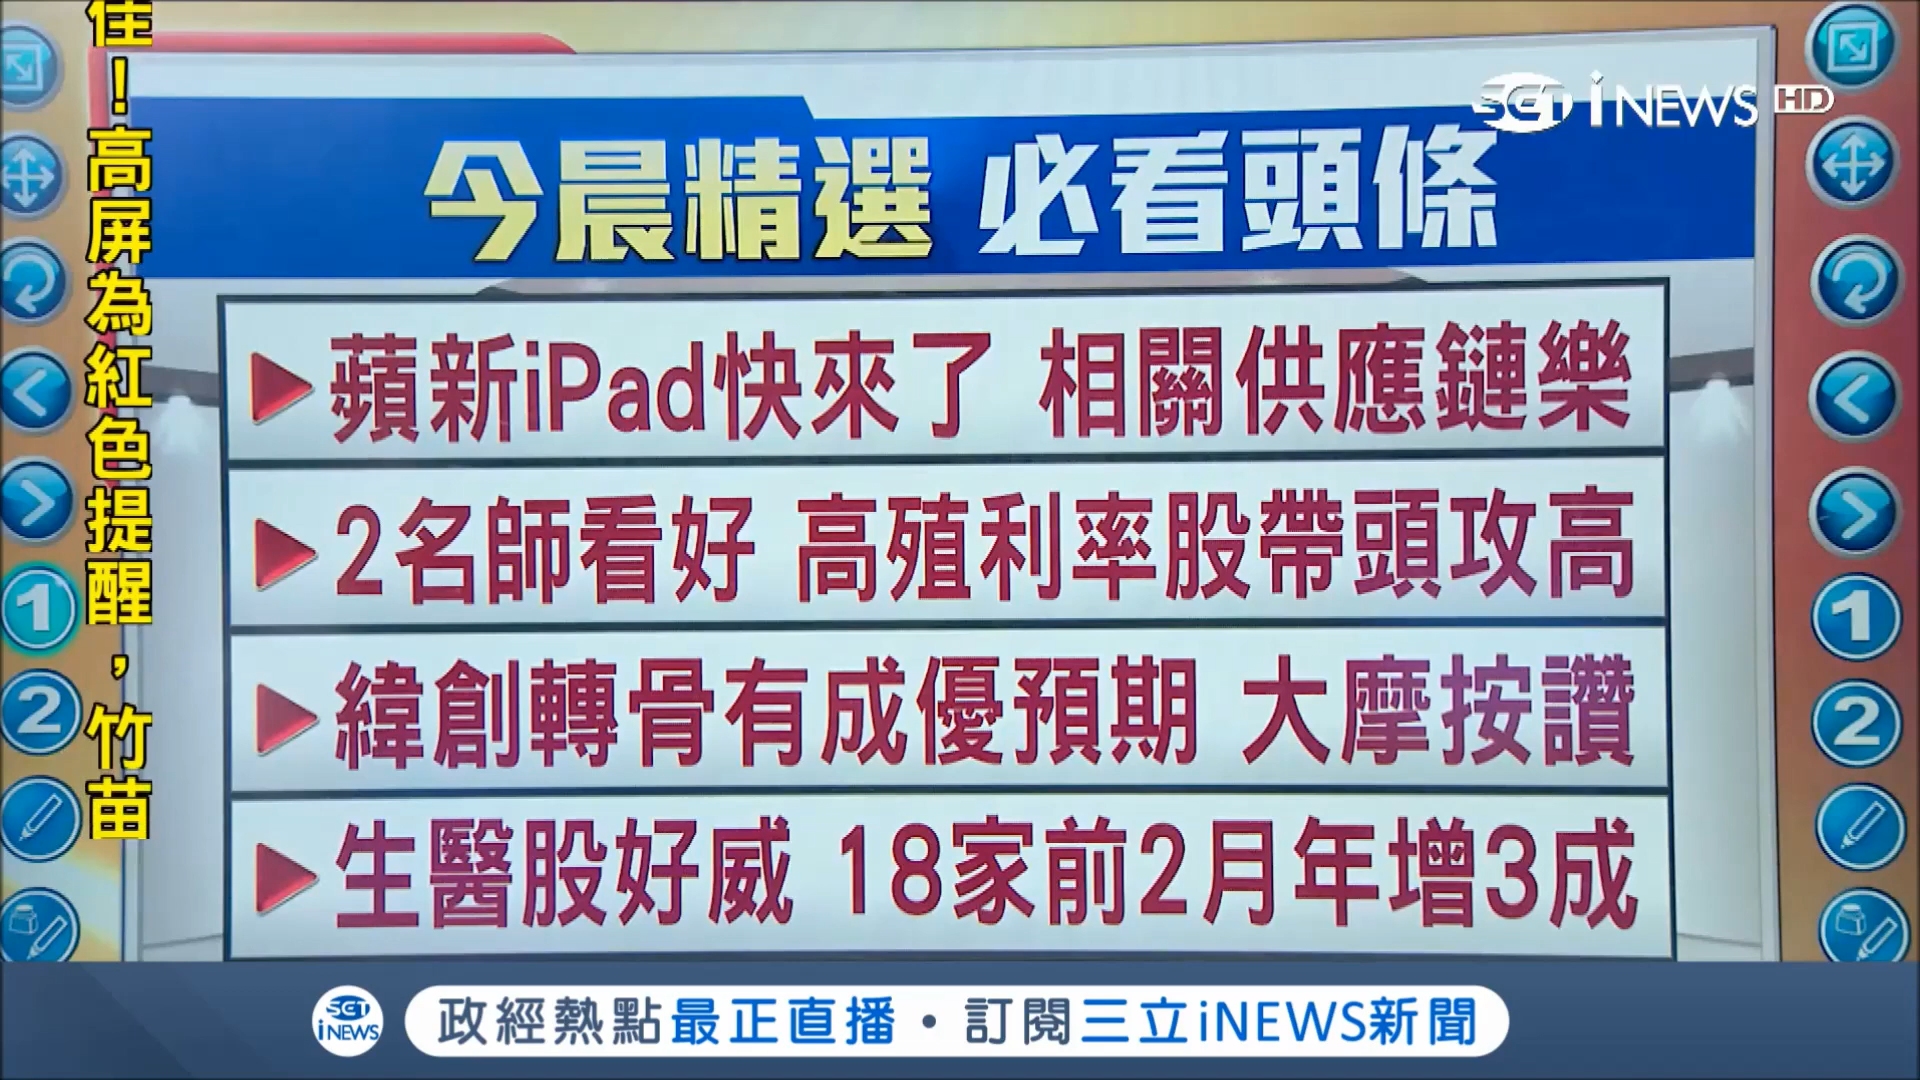 佳！高屏為紅色提醒，竹苗
SET iNEWS HD
今晨精選 必看頭條
▶蘋新iPad快來了 相關供應鏈樂
▶2名師看好 高殖利率股帶頭攻高
▶緯創轉骨有成優預期 大摩按讚
▶生醫股好威 18家前2月年增3成
1
2
1
2
SET iNEWS
政經熱點最正直播・訂閱三立iNEWS新聞